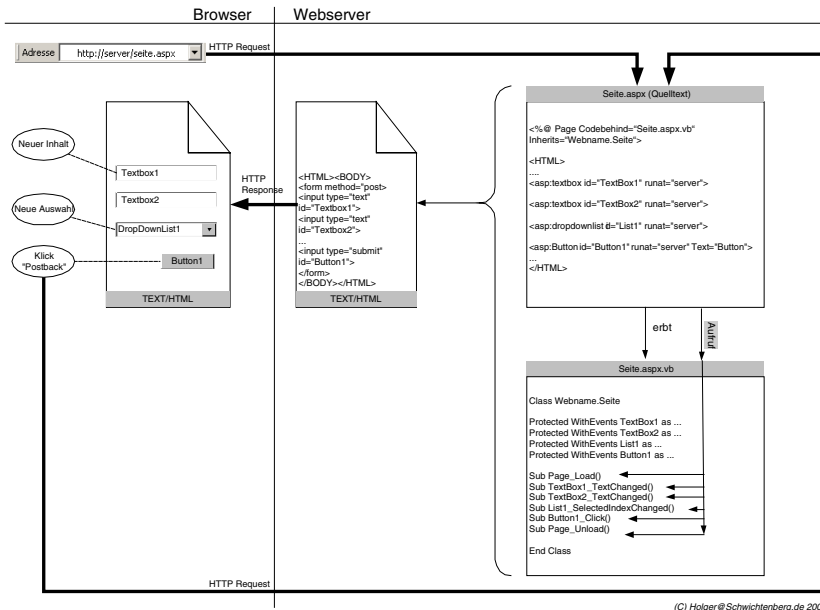 Browser
Webserver
Adresse http://server/seite.aspx
HTTP Request
Neuer Inhalt
Neue Auswahl
Klick
"Postback"
Textbox1
Textbox2
DropDownList1
Button1
TEXT/HTML
HTTP
Response
<HTML><BODY>
<form method="post>
<input type="text"
id="Textbox1">
<input type="text"
id="Textbox2">
...
<input type="submit"
id="Button1">
</form>
</BODY></HTML>
TEXT/HTML
Seite.aspx (Quelltext)
<%@ Page Codebehind="Seite.aspx.vb"
Inherits="Webname.Seite">
<HTML>
....
<asp:textbox id="TextBox1" runat="server">
<asp:textbox id="TextBox2" runat="server">
<asp:dropdownlist id="List1" runat="server">
<asp:Button id="Button1" runat="server" Text="Button">
...
</HTML>
erbt
Aufruf
Seite.aspx.vb
Class Webname.Seite
Protected WithEvents TextBox1 as ...
Protected WithEvents TextBox2 as ...
Protected WithEvents List1 as ...
Protected WithEvents Button1 as ...
Sub Page_Load()
Sub TextBox1_TextChanged()
Sub TextBox2_TextChanged()
Sub List1_SelectedIndexChanged()
Sub Button1_Click()
Sub Page_Unload()
End Class
HTTP Request
(C) Holger@Schwichtenberg.de 200